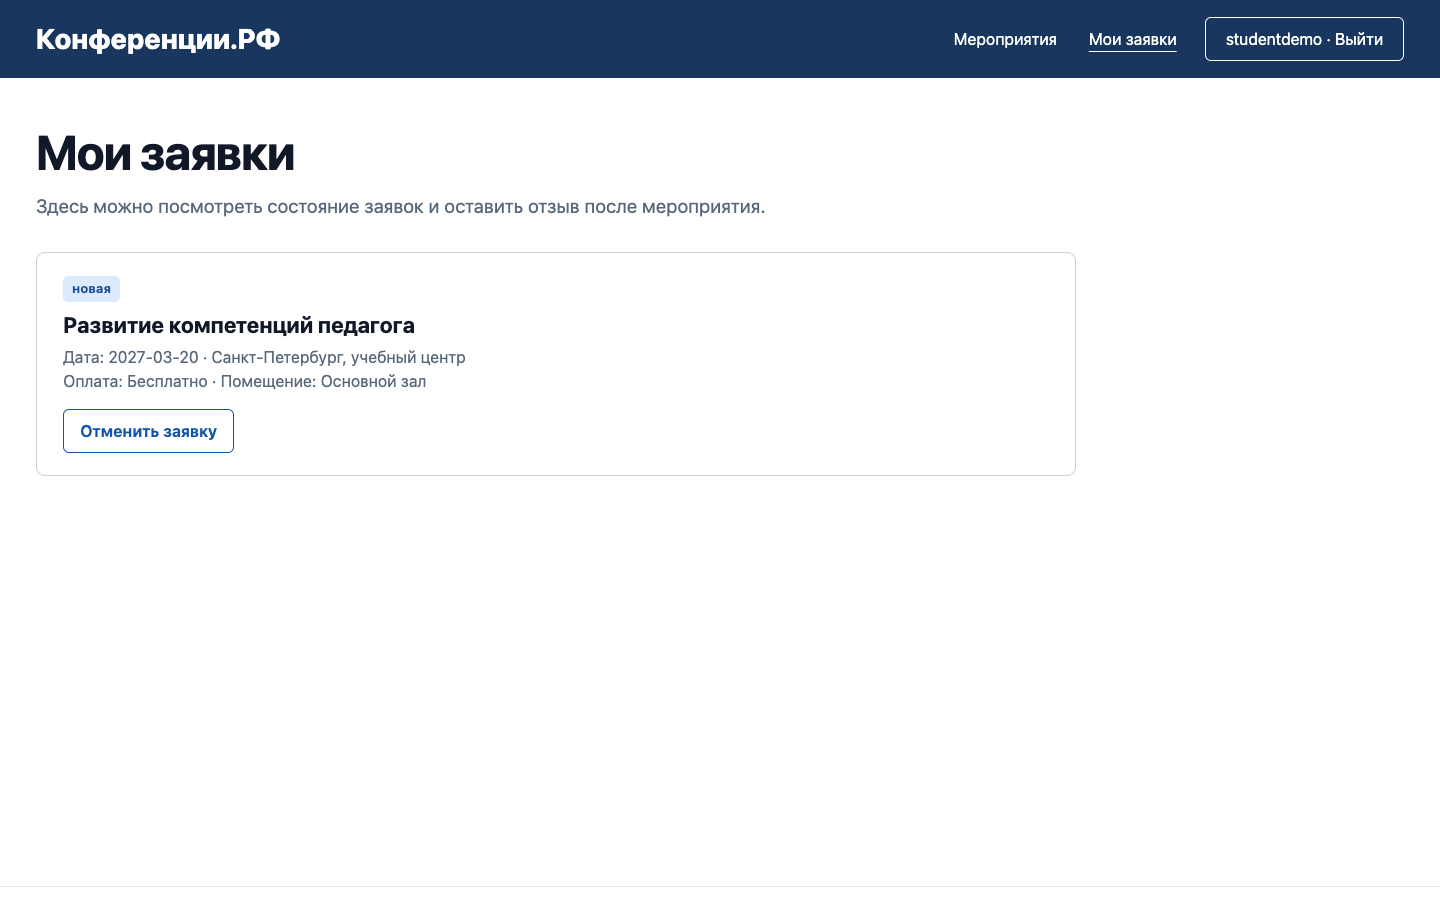 Конференции.РФ
Мероприятия
Мои заявки
studentdemo · Выйти
Мои заявки
Здесь можно посмотреть состояние заявок и оставить отзыв после мероприятия.
новая
Развитие компетенций педагога
Дата: 2027-03-20 · Санкт-Петербург, учебный центр
Оплата: Бесплатно · Помещение: Основной зал
Отменить заявку